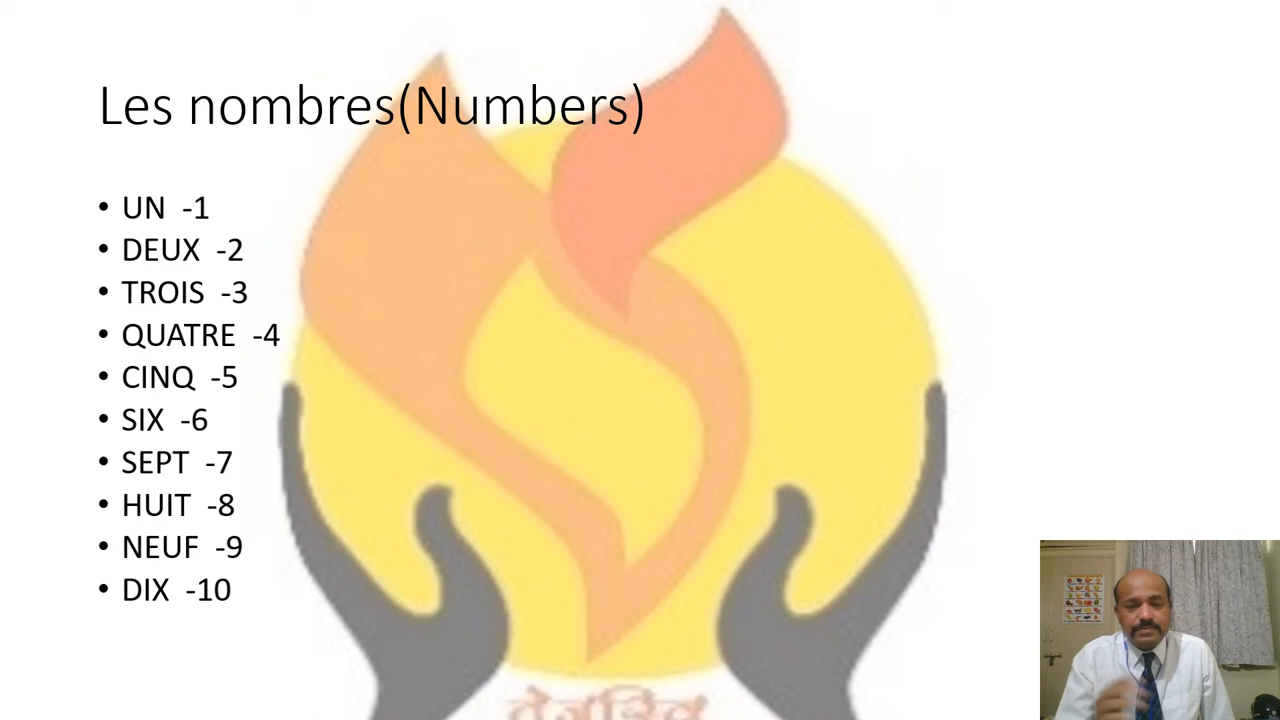 Les nombres(Numbers)
• UN -1
• DEUX -2
• TROIS -3
• QUATRE -4
• CINQ -5
• SIX -6
• SEPT -7
• HUIT -8
• NEUF -9
• DIX -10